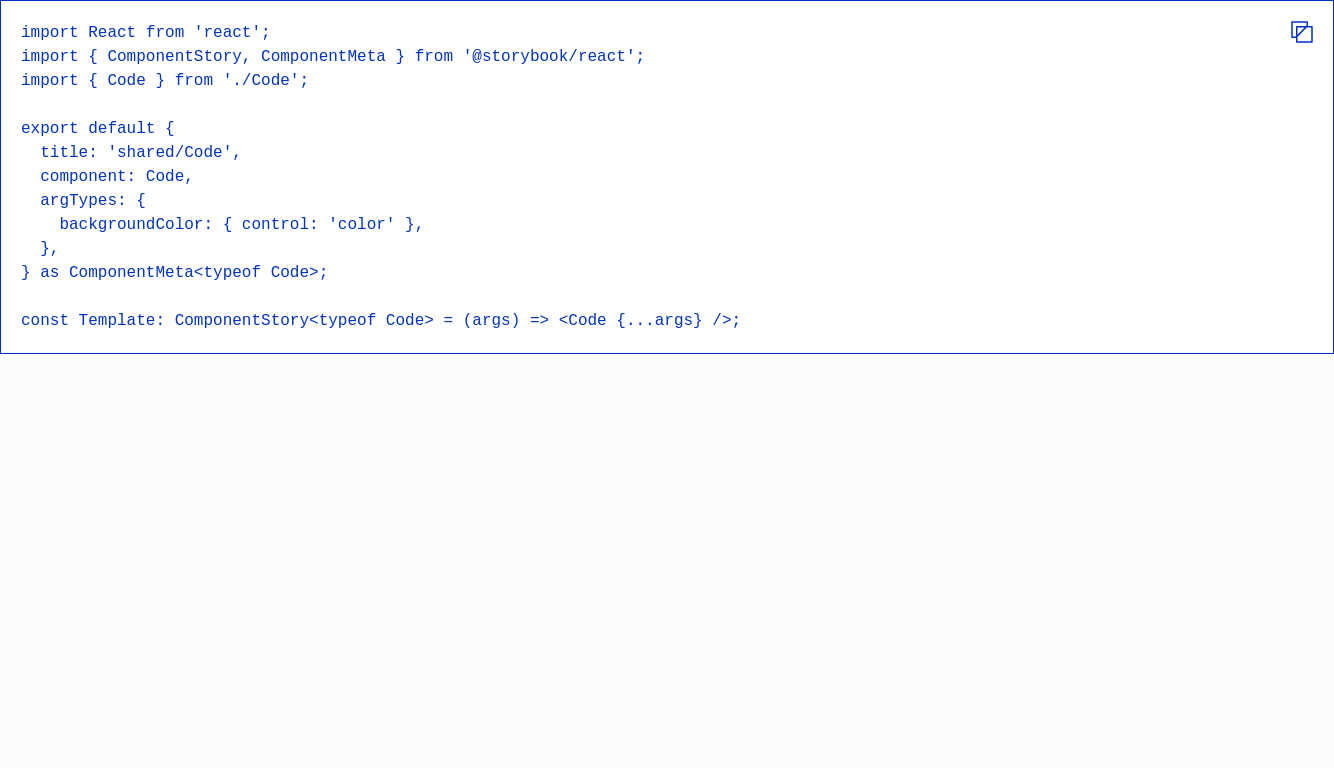 import React from 'react';
import { ComponentStory, ComponentMeta } from '@storybook/react';
import { Code } from './Code';

export default {
  title: 'shared/Code',
  component: Code,
  argTypes: {
    backgroundColor: { control: 'color' },
  },
} as ComponentMeta<typeof Code>;

const Template: ComponentStory<typeof Code> = (args) => <Code {...args} />;